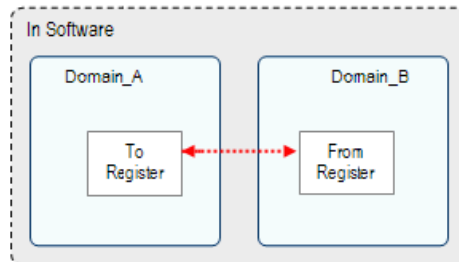 In Software
Domain_A
Domain_B
To
Register
From
Register